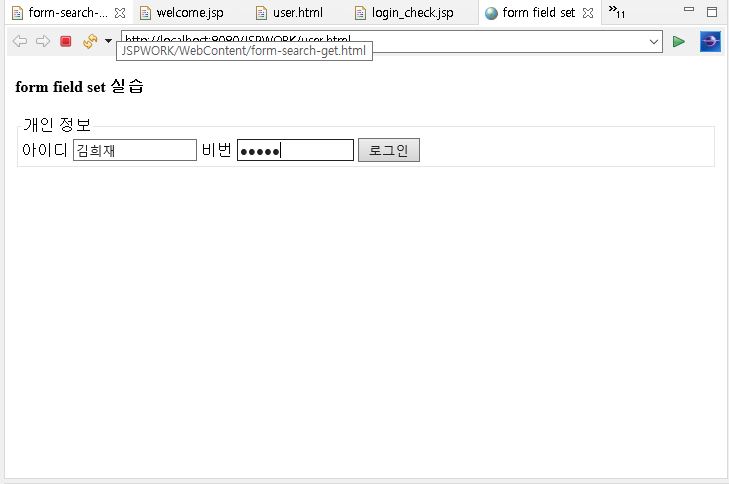 form-search-... welcome.jsp user.html login_check.jsp form field set »11
http://localhost:8080/JSPWORK/user.html
JSPWORK/WebContent/form-search-get.html
form field set 실습
개인 정보
아이디 김희재 비번 ●●●●● 로그인